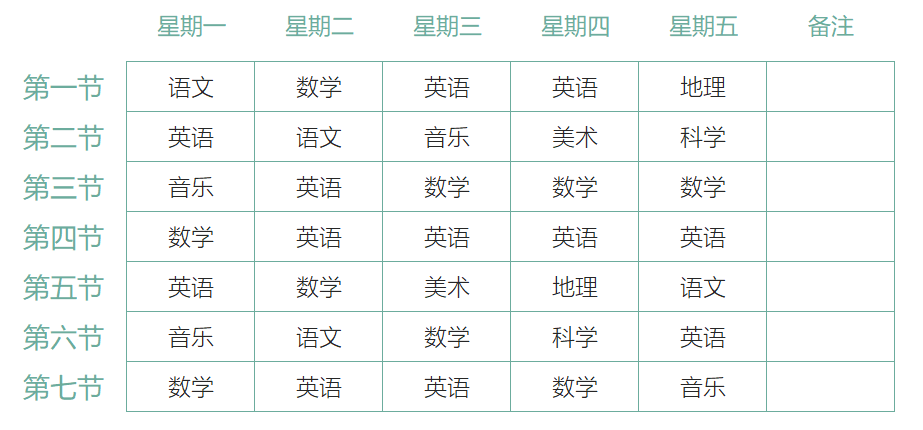 星期一 星期二 星期三 星期四 星期五 备注
第一节 语文 数学 英语 英语 地理
第二节 英语 语文 音乐 美术 科学
第三节 音乐 英语 数学 数学 数学
第四节 数学 英语 英语 英语 英语
第五节 英语 数学 美术 地理 语文
第六节 音乐 语文 数学 科学 英语
第七节 数学 英语 英语 数学 音乐